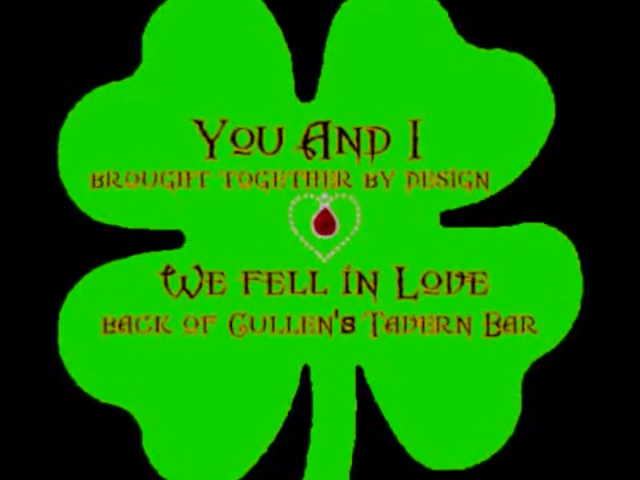 You And I
brought together by design
We fell in Love
back of Cullen's Tavern Bar